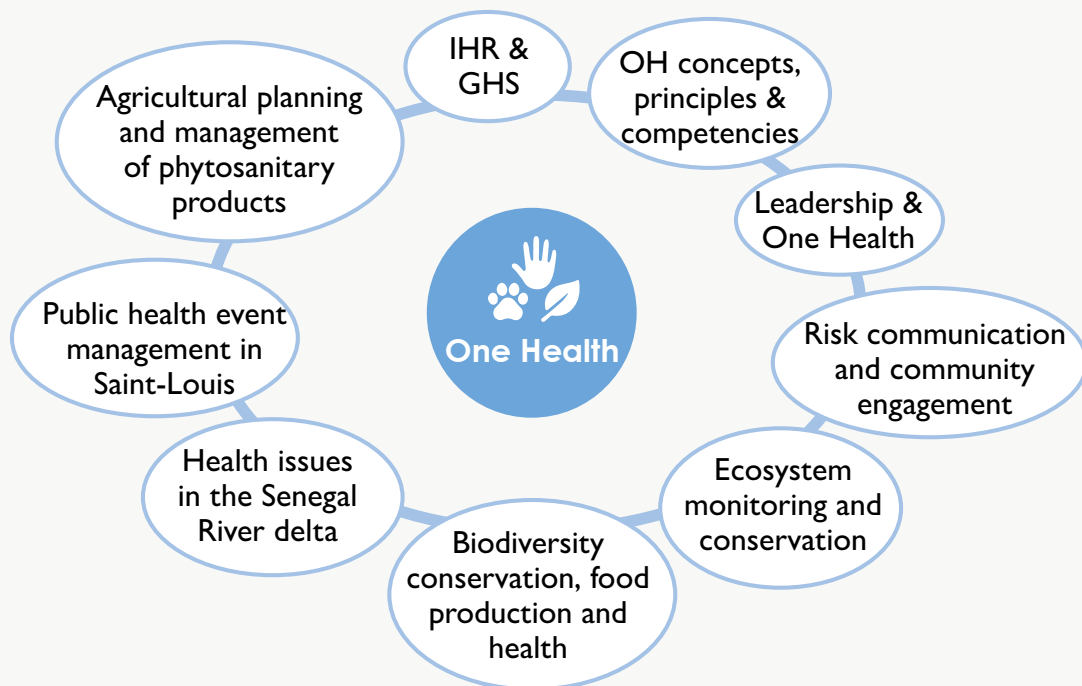 IHR &
GHS
OH concepts,
principles &
competencies
Leadership &
One Health
Risk communication
and community
engagement
Ecosystem
monitoring and
conservation
Biodiversity
conservation, food
production and
health
Health issues
in the Senegal
River delta
Public health event
management in
Saint-Louis
Agricultural planning
and management
of phytosanitary
products
One Health